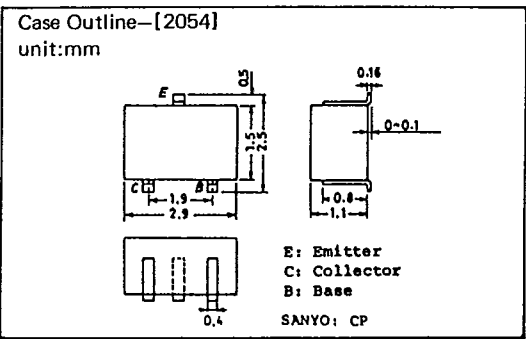 Case Outline—[2054]
unit:mm
E
0.5
0.16
0~0.1
1.5
2.5
C
B
1.9
2.9
0.8
1.1
0.4
E: Emitter
C: Collector
B: Base
SANYO: CP